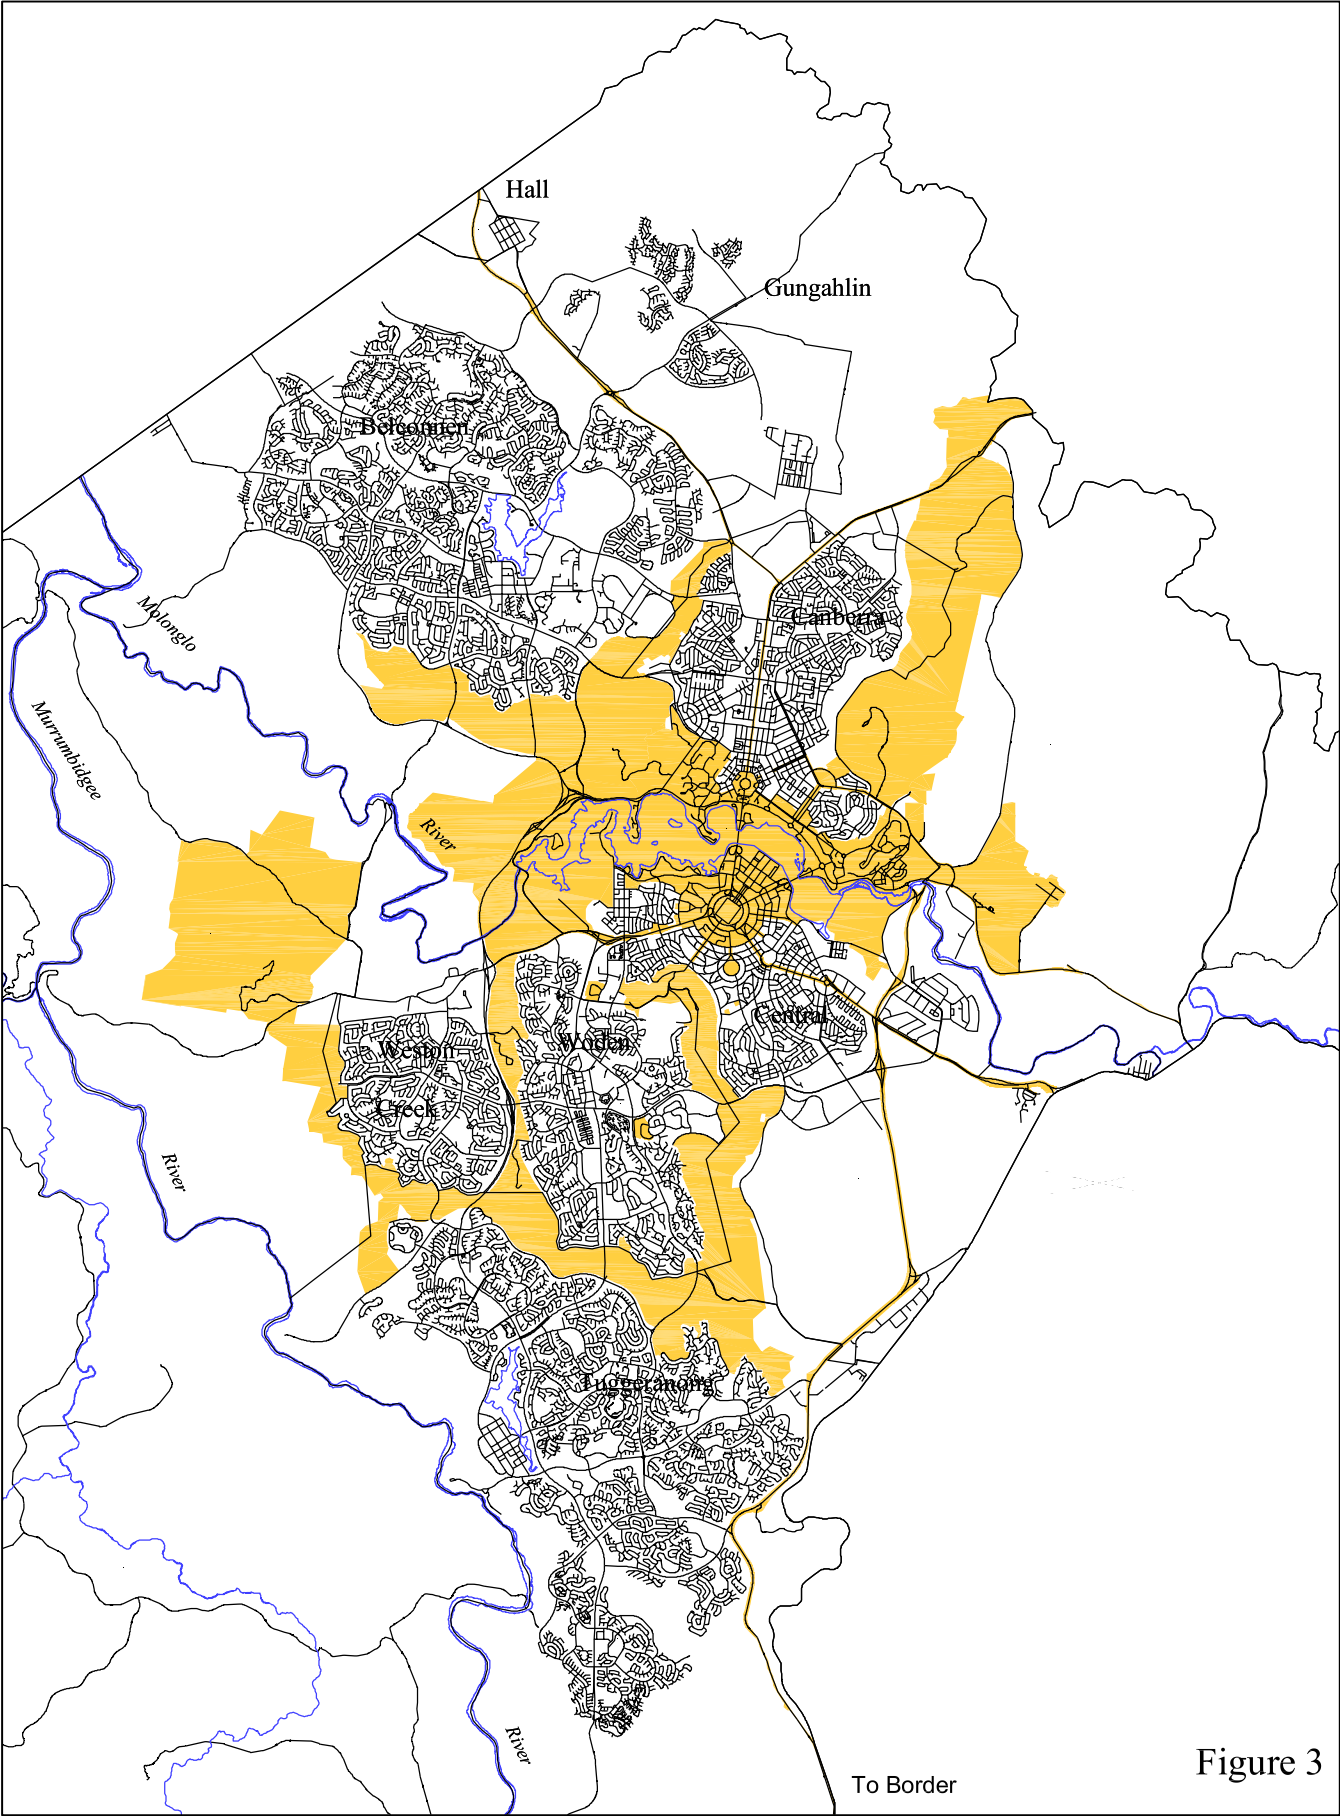 Hall
Gungahlin
Belconnen
Molonglo
Canberra
Murrumbidgee
River
Central
Weston
Woden
Creek
River
Tuggeranong
River
Figure 3
To Border